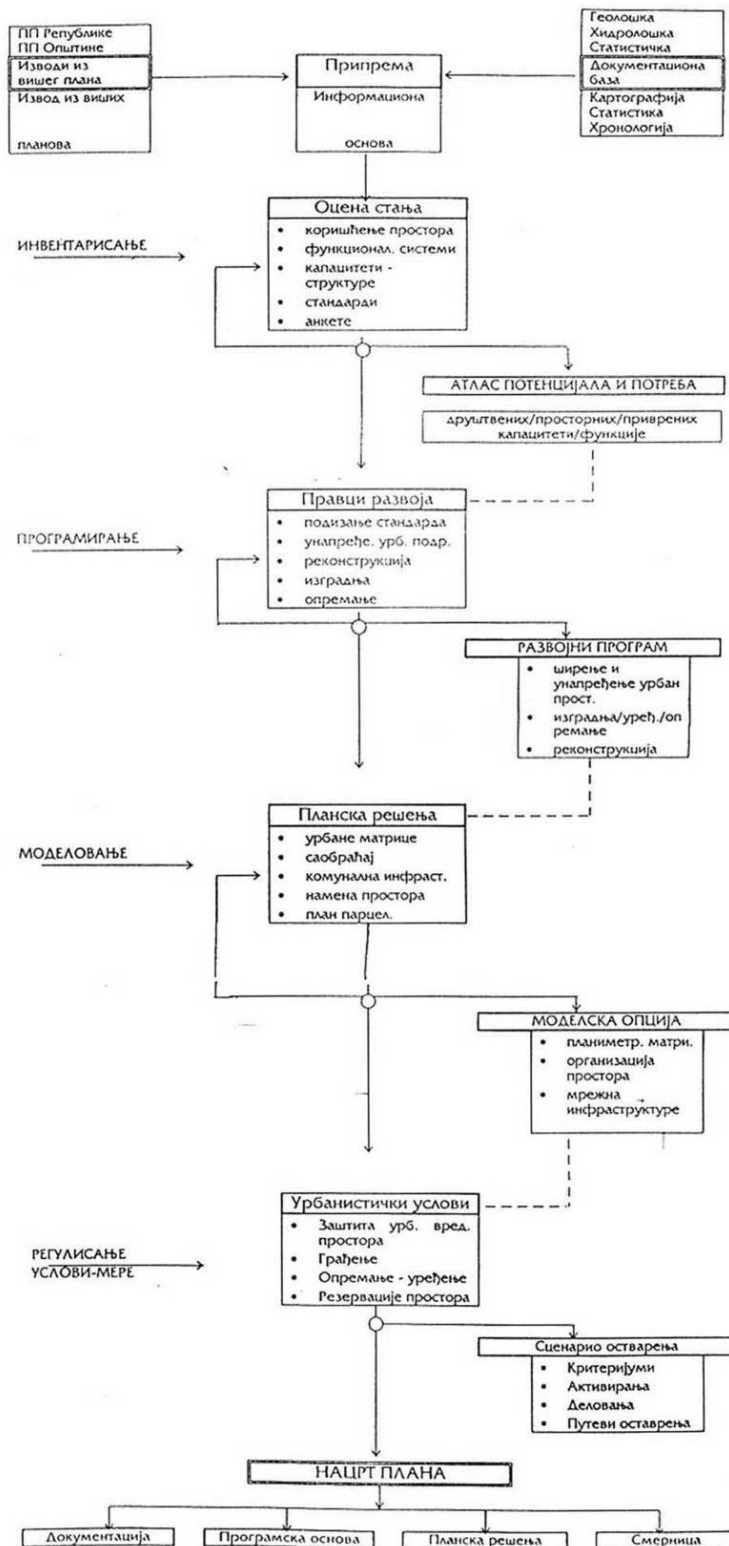 ПП Републике
ПП Општине
Изводи из
вишег плана
Извод из виших
планова
Припрема
Информациона
основа
Геолошка
Хидролошка
Статистичка
Документациона
база
Картографија
Статистика
Хронологија
Оцена стања
• коришћење простора
• функционал. системи
• капацитети -
структуре
• стандарди
• анкете
ИНВЕНТАРИСАЊЕ
АТЛАС ПОТЕНЦИЈАЛА И ПОТРЕБА
друштвених/просторних/приврених
капацитети/функције
Правци развоја
• подизање стандарда
• унапређе. урб. подр.
• реконструкција
• изградња
• опремање
ПРОГРАМИРАЊЕ
РАЗВОЈНИ ПРОГРАМ
• ширење и
унапређење урбан
прост.
• изградња/уређ./оп
ремање
• реконструкција
Планска решења
• урбане матрице
• саобраћај
• комунална инфраст.
• намена простора
• план парцел.
МОДЕЛОВАЊЕ
МОДЕЛСКА ОПЦИЈА
• планиметр. матри.
• организација
простора
• мрежна
инфраструктуре
Урбанистички услови
• Заштита урб. вред.
простора
• Грађење
• Опремање - уређење
• Резервације простора
РЕГУЛИСАЊЕ
УСЛОВИ-МЕРЕ
Сценарио остварења
• Критеријуми
• Активирања
• Деловања
• Путеви оставрења
НАЦРТ ПЛАНА
Документација
Програмска основа
Планска решења
Смерница